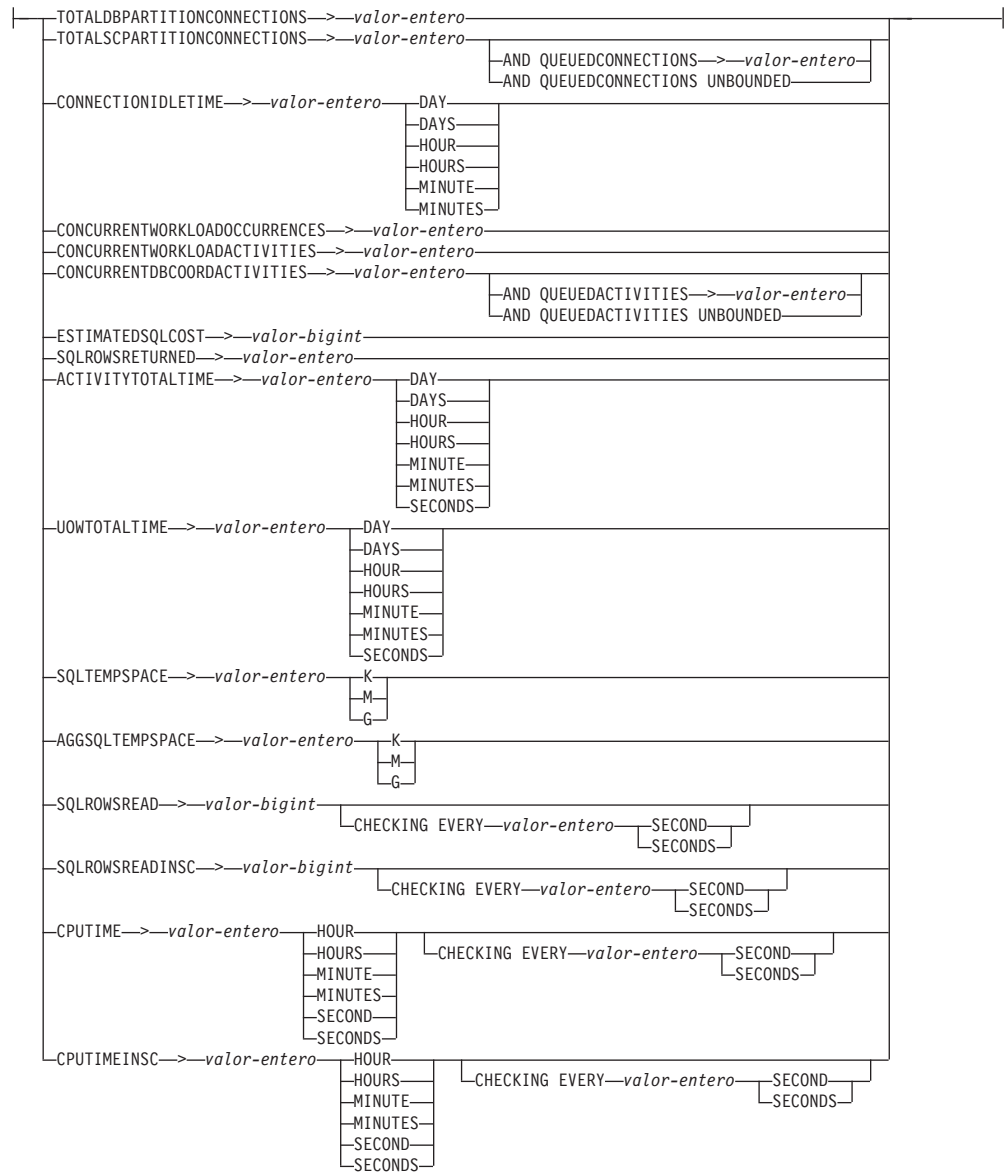 TOTALDBPARTITIONCONNECTIONS > valor-entero
TOTALSCPARTITIONCONNECTIONS > valor-entero
AND QUEUEDCONNECTIONS > valor-entero
AND QUEUEDCONNECTIONS UNBOUNDED
CONNECTIONIDLETIME > valor-entero DAY
DAYS
HOUR
HOURS
MINUTE
MINUTES
CONCURRENTWORKLOADOCCURRENCES > valor-entero
CONCURRENTWORKLOADACTIVITIES > valor-entero
CONCURRENTDBCOORDACTIVITIES > valor-entero
AND QUEUEDACTIVITIES > valor-entero
AND QUEUEDACTIVITIES UNBOUNDED
ESTIMATEDSQLCOST > valor-bigint
SQLROWSRETURNED > valor-entero
ACTIVITYTOTALTIME > valor-entero DAY
DAYS
HOUR
HOURS
MINUTE
MINUTES
SECONDS
UOWTOTALTIME > valor-entero DAY
DAYS
HOUR
HOURS
MINUTE
MINUTES
SECONDS
SQLTEMPSPACE > valor-entero K
M
G
AGGSQLTEMPSPACE > valor-entero K
M
G
SQLROWSREAD > valor-bigint
CHECKING EVERY valor-entero SECOND
SECONDS
SQLROWSREADINSC > valor-bigint
CHECKING EVERY valor-entero SECOND
SECONDS
CPUTIME > valor-entero HOUR
HOURS CHECKING EVERY valor-entero SECOND
MINUTE SECONDS
MINUTES
SECOND
SECONDS
CPUTIMEINSC > valor-entero HOUR
HOURS CHECKING EVERY valor-entero SECOND
MINUTE SECONDS
MINUTES
SECOND
SECONDS